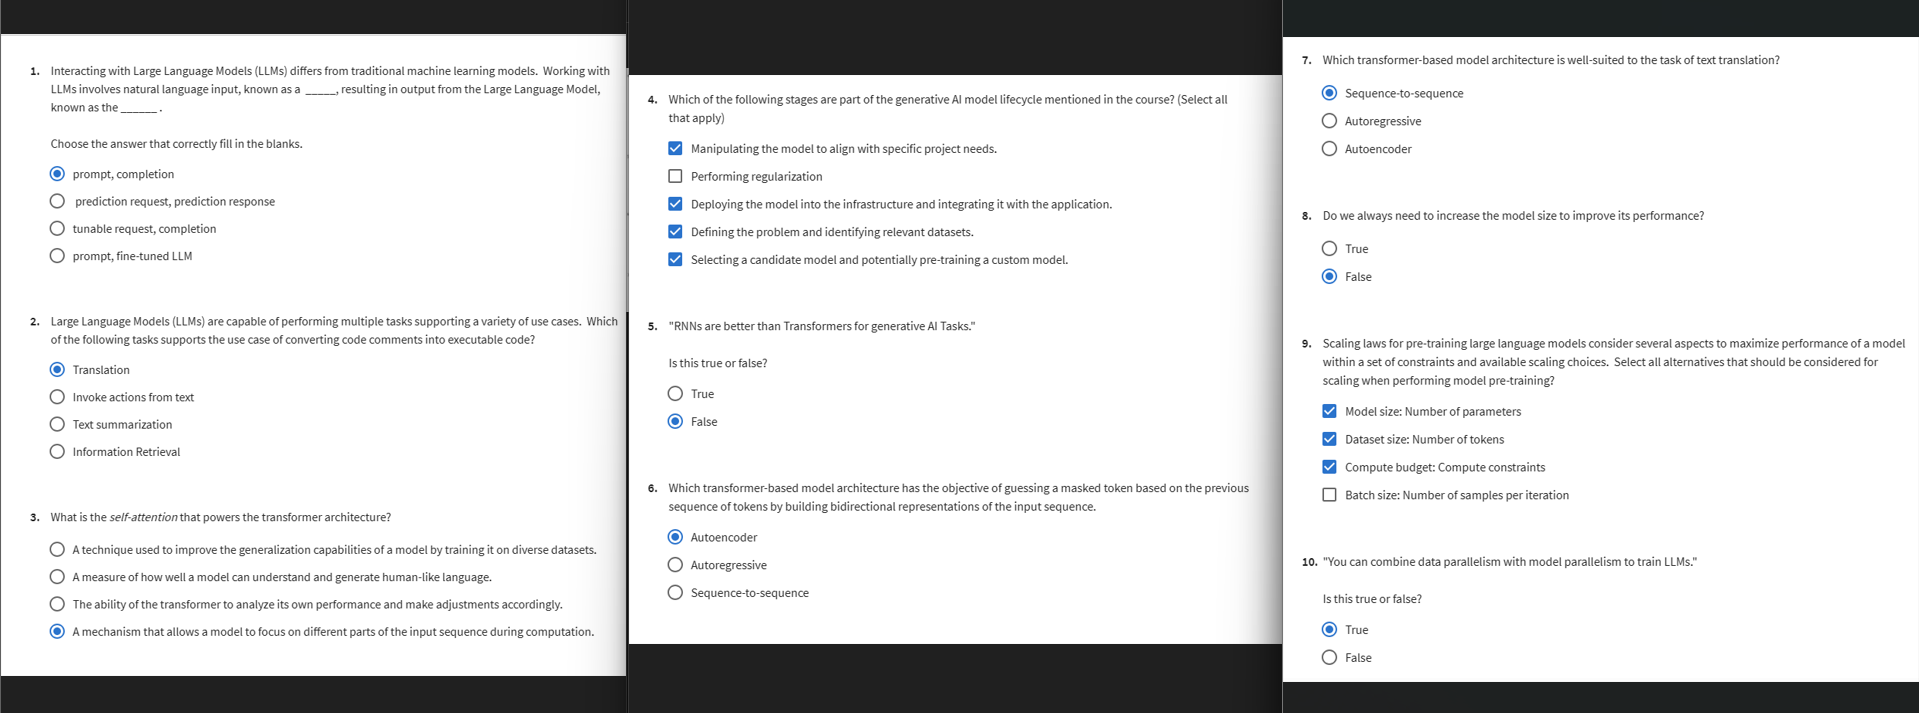 1. Interacting with Large Language Models (LLMs) differs from traditional machine learning models. Working with
LLMs involves natural language input, known as a _____, resulting in output from the Large Language Model,
known as the ______ .
Choose the answer that correctly fill in the blanks.
prompt, completion
prediction request, prediction response
tunable request, completion
prompt, fine-tuned LLM
2. Large Language Models (LLMs) are capable of performing multiple tasks supporting a variety of use cases. Which
of the following tasks supports the use case of converting code comments into executable code?
Translation
Invoke actions from text
Text summarization
Information Retrieval
3. What is the self-attention that powers the transformer architecture?
A technique used to improve the generalization capabilities of a model by training it on diverse datasets.
A measure of how well a model can understand and generate human-like language.
The ability of the transformer to analyze its own performance and make adjustments accordingly.
A mechanism that allows a model to focus on different parts of the input sequence during computation.
4. Which of the following stages are part of the generative AI model lifecycle mentioned in the course? (Select all
that apply)
Manipulating the model to align with specific project needs.
Performing regularization
Deploying the model into the infrastructure and integrating it with the application.
Defining the problem and identifying relevant datasets.
Selecting a candidate model and potentially pre-training a custom model.
5. "RNNs are better than Transformers for generative AI Tasks."
Is this true or false?
True
False
6. Which transformer-based model architecture has the objective of guessing a masked token based on the previous
sequence of tokens by building bidirectional representations of the input sequence.
Autoencoder
Autoregressive
Sequence-to-sequence
7. Which transformer-based model architecture is well-suited to the task of text translation?
Sequence-to-sequence
Autoregressive
Autoencoder
8. Do we always need to increase the model size to improve its performance?
True
False
9. Scaling laws for pre-training large language models consider several aspects to maximize performance of a model
within a set of constraints and available scaling choices. Select all alternatives that should be considered for
scaling when performing model pre-training?
Model size: Number of parameters
Dataset size: Number of tokens
Compute budget: Compute constraints
Batch size: Number of samples per iteration
10. "You can combine data parallelism with model parallelism to train LLMs."
Is this true or false?
True
False